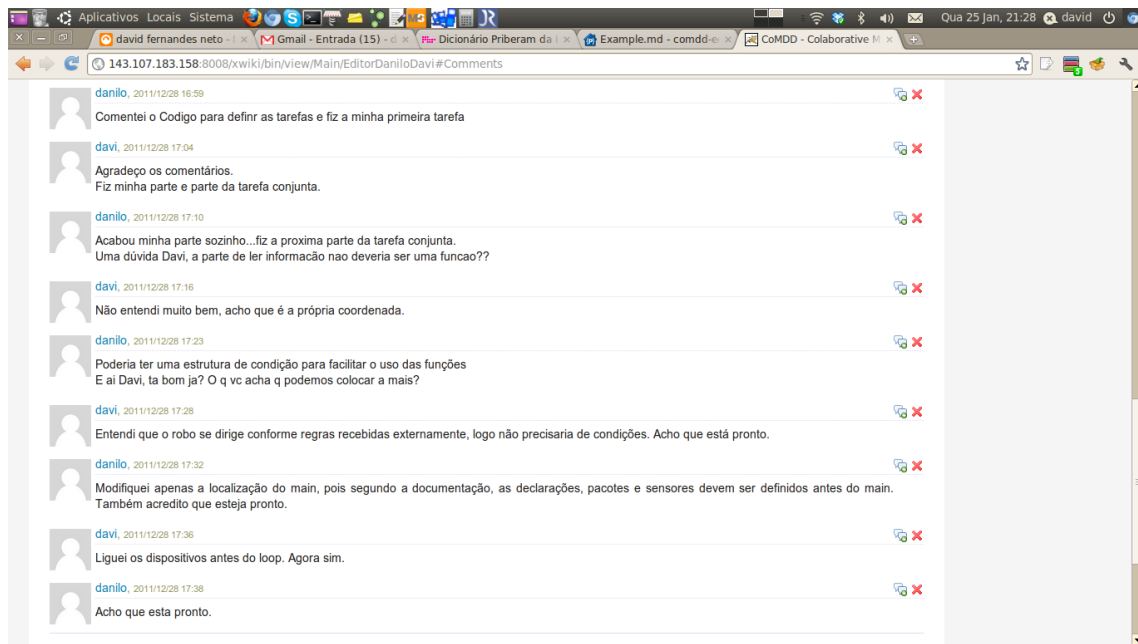 Aplicativos Locais Sistema
Qua 25 Jan, 21:28 david
david fernandes neto -
Gmail - Entrada (15) - d
Dicionário Priberam da
Example.md - comdd-e
CoMDD - Colaborative M
143.107.183.158:8008/xwiki/bin/view/Main/EditorDaniloDavi#Comments
danilo, 2011/12/28 16:59
Comentei o Codigo para definr as tarefas e fiz a minha primeira tarefa
davi, 2011/12/28 17:04
Agradeço os comentários.
Fiz minha parte e parte da tarefa conjunta.
danilo, 2011/12/28 17:10
Acabou minha parte sozinho...fiz a proxima parte da tarefa conjunta.
Uma dúvida Davi, a parte de ler informacão nao deveria ser uma funcao??
davi, 2011/12/28 17:16
Não entendi muito bem, acho que é a própria coordenada.
danilo, 2011/12/28 17:23
Poderia ter uma estrutura de condição para facilitar o uso das funções
E ai Davi, ta bom ja? O q vc acha q podemos colocar a mais?
davi, 2011/12/28 17:28
Entendi que o robo se dirige conforme regras recebidas externamente, logo não precisaria de condições. Acho que está pronto.
danilo, 2011/12/28 17:32
Modifiquei apenas a localização do main, pois segundo a documentação, as declarações, pacotes e sensores devem ser definidos antes do main.
Também acredito que esteja pronto.
davi, 2011/12/28 17:36
Liguei os dispositivos antes do loop. Agora sim.
danilo, 2011/12/28 17:38
Acho que esta pronto.